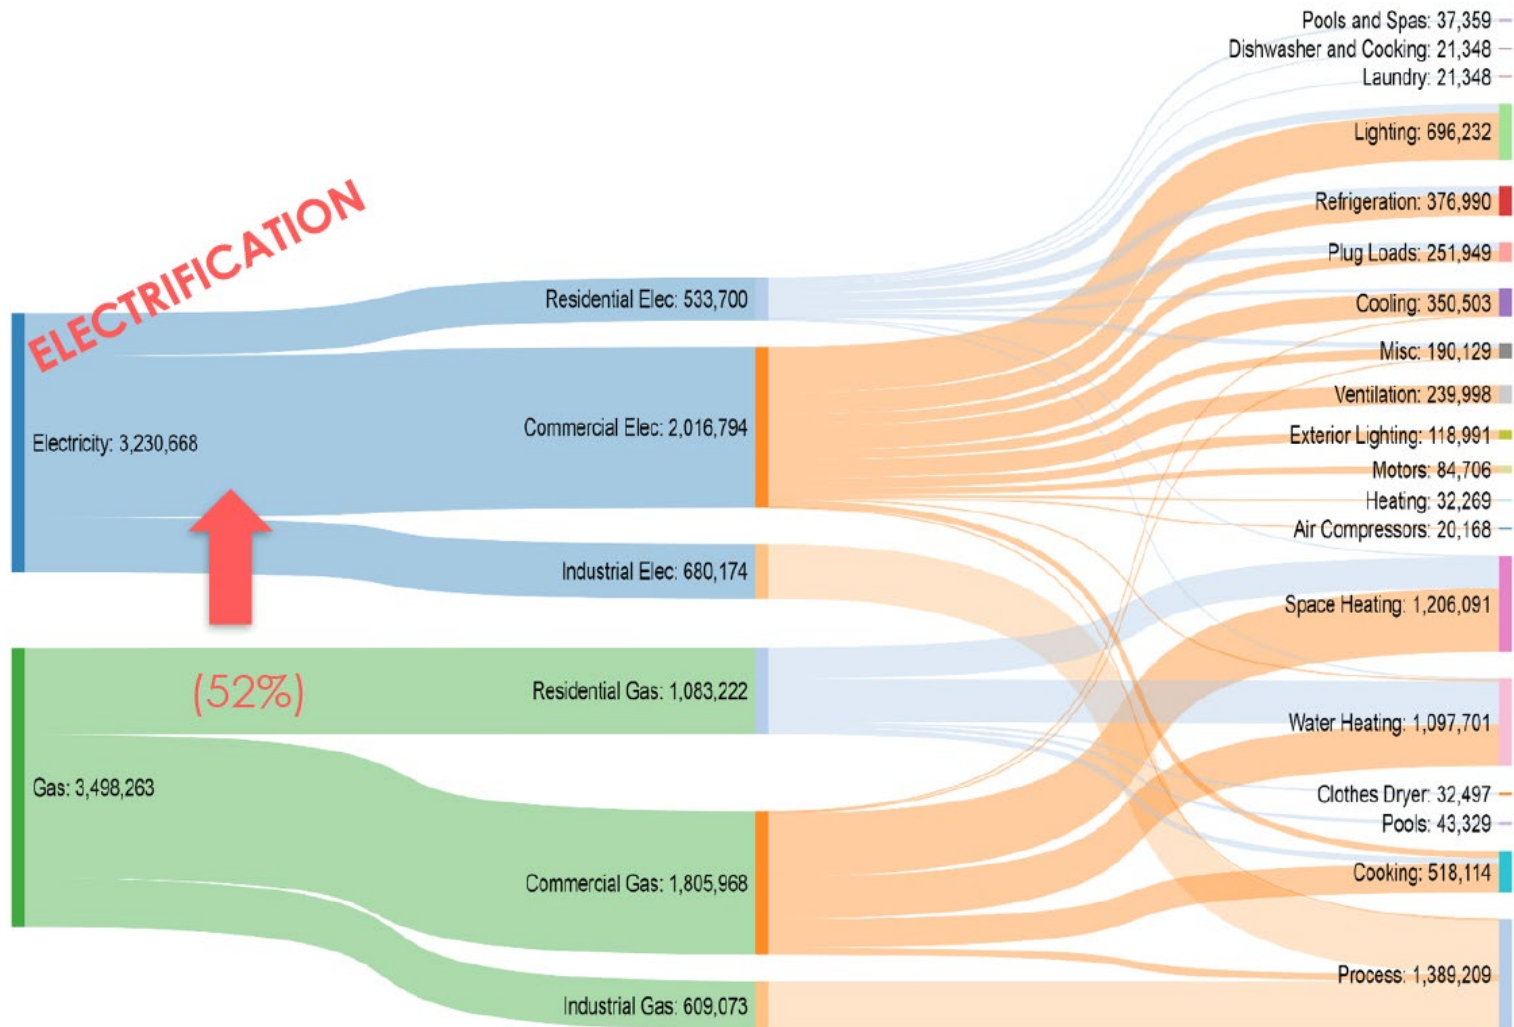 Pools and Spas: 37,359
Dishwasher and Cooking: 21,348
Laundry: 21,348
Lighting: 696,232
ELECTRIFICATION
Refrigeration: 376,990
Plug Loads: 251,949
Residential Elec: 533,700
Cooling: 350,503
Misc: 190,129
Ventilation: 239,998
Commercial Elec: 2,016,794
Exterior Lighting: 118,991
Electricity: 3,230,668
Motors: 84,706
Heating: 32,269
Air Compressors: 20,168
Industrial Elec: 680,174
Space Heating: 1,206,091
(52%)
Residential Gas: 1,083,222
Water Heating: 1,097,701
Gas: 3,498,263
Clothes Dryer: 32,497
Pools: 43,329
Cooking: 518,114
Commercial Gas: 1,805,968
Process: 1,389,209
Industrial Gas: 609,073